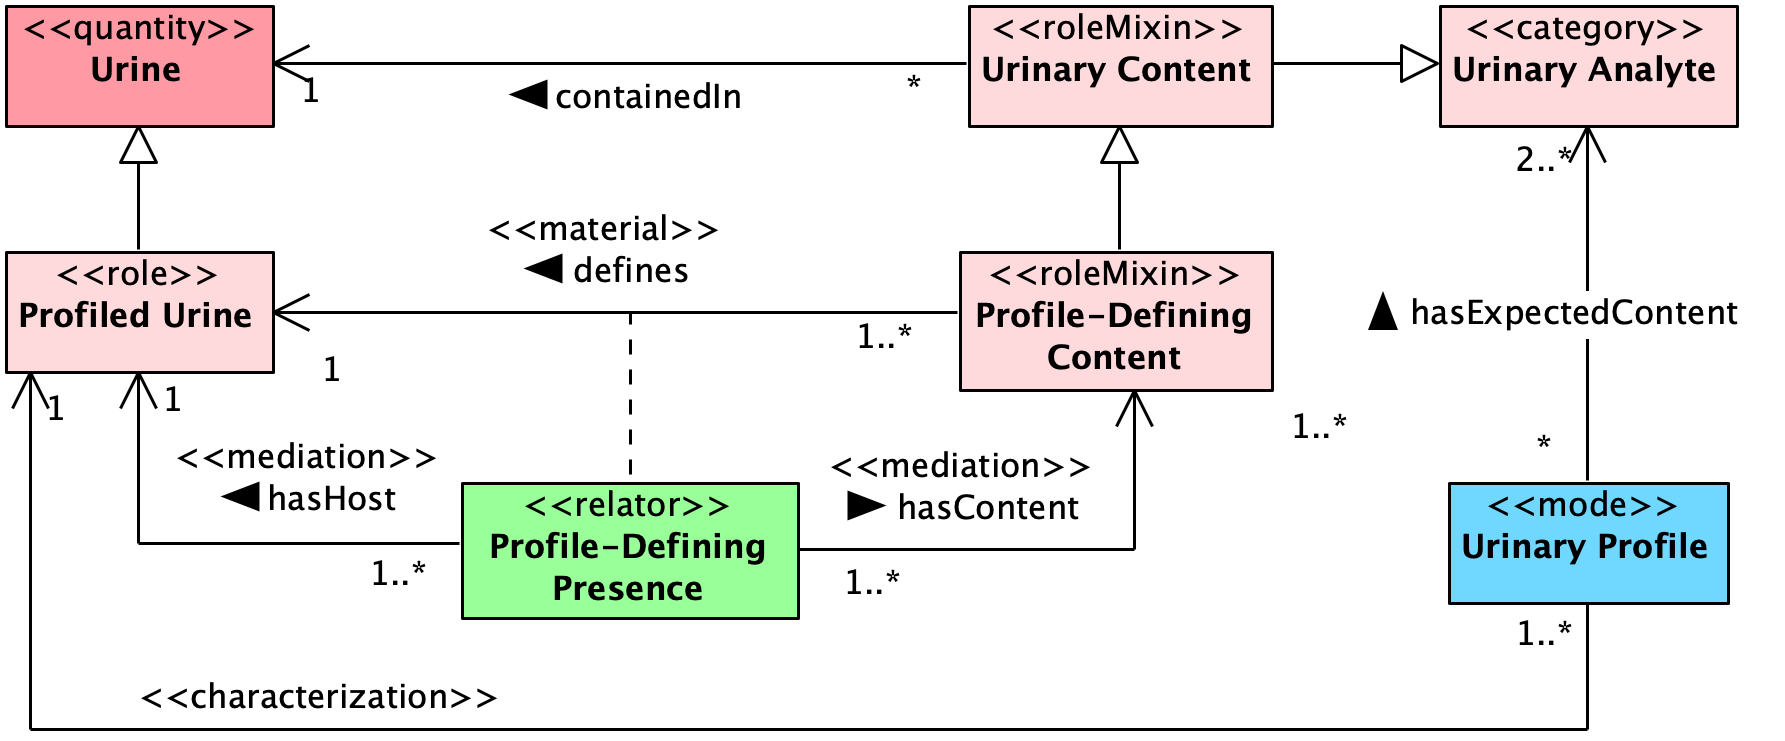 <<quantity>>
Urine
<<roleMixin>>
Urinary Content
<<category>>
Urinary Analyte
1
*
containedIn
2..*
<<material>>
defines
<<role>>
Profiled Urine
<<roleMixin>>
Profile-Defining
Content
hasExpectedContent
1..*
1
1
1
1..*
*
<<mediation>>
hasHost
<<mediation>>
hasContent
<<relator>>
Profile-Defining
Presence
<<mode>>
Urinary Profile
1..*
1..*
1..*
<<characterization>>